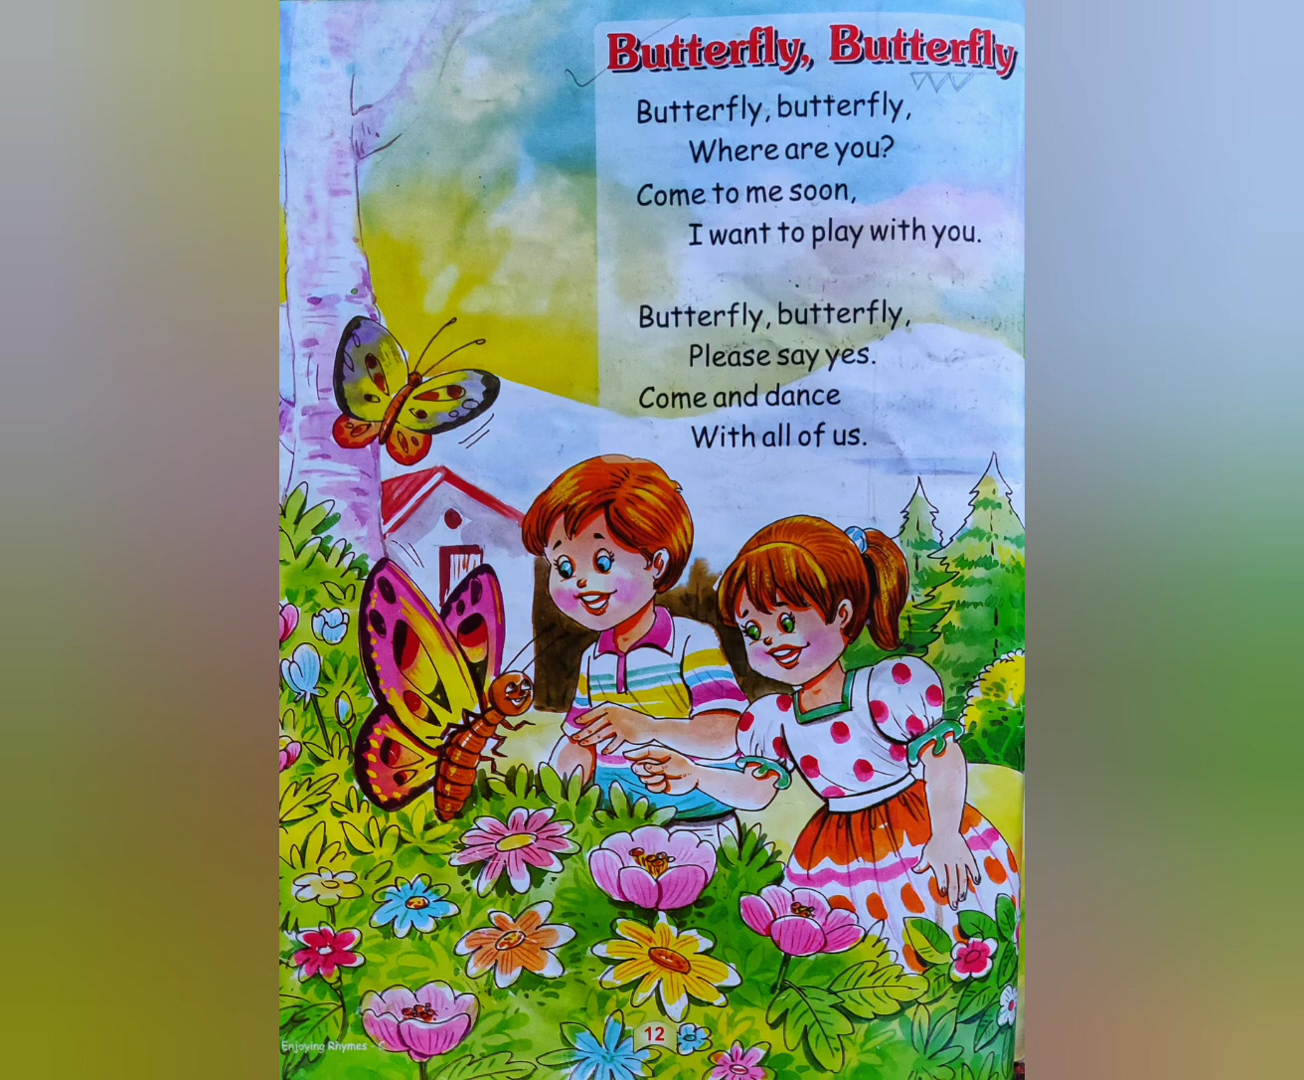 Butterfly, Butterfly
Butterfly, butterfly,
Where are you?
Come to me soon,
I want to play with you.
Butterfly, butterfly,
Please say yes.
Come and dance
With all of us.
12
Enjoying Rhymes -